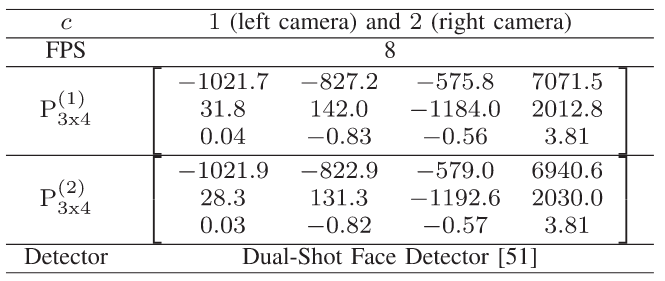 c 1 (left camera) and 2 (right camera)
FPS 8
−1021.7 −827.2 −575.8 7071.5
P(1)3x4 31.8 142.0 −1184.0 2012.8
0.04 −0.83 −0.56 3.81
−1021.9 −822.9 −579.0 6940.6
P(2)3x4 28.3 131.3 −1192.6 2030.0
0.03 −0.82 −0.57 3.81
Detector Dual-Shot Face Detector [51]